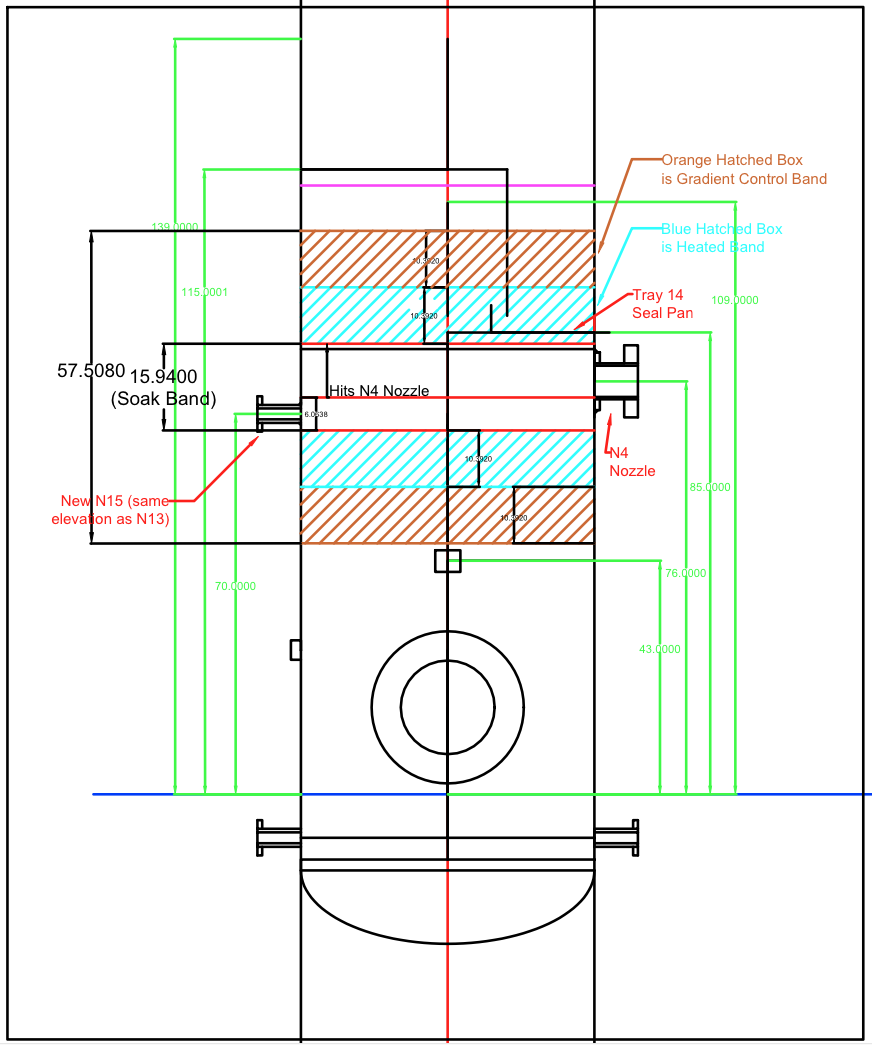 Orange Hatched Box
is Gradient Control Band
139.0000
Blue Hatched Box
is Heated Band
10.3920
115.0001
Tray 14
Seal Pan
109.0000
10.3920
57.5080
15.9400
(Soak Band)
Hits N4 Nozzle
6.0638
N4
Nozzle
10.3920
85.0000
New N15 (same
elevation as N13)
10.3920
76.0000
70.0000
43.0000